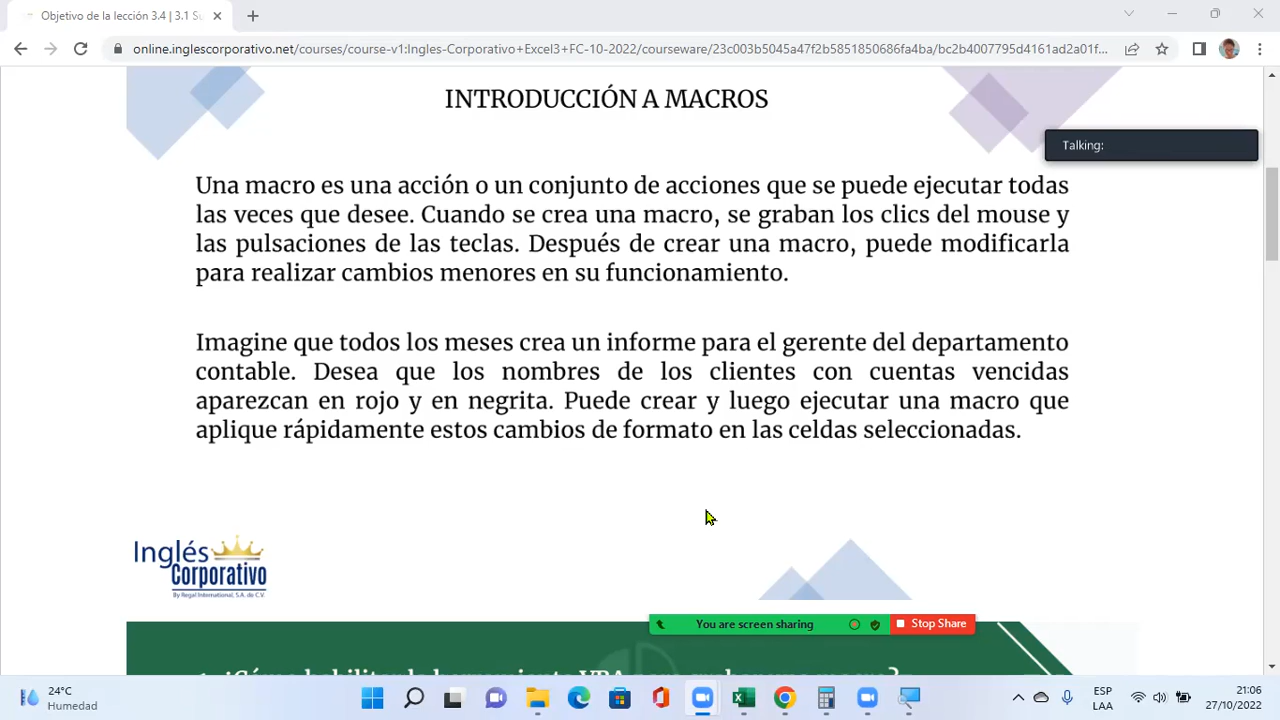 Objetivo de la lección 3.4 | 3.1 Su
online.inglescorporativo.net/courses/course-v1:Ingles-Corporativo+Excel3+FC-10-2022/courseware/23c003b5045a47f2b5851850686fa4ba/bc2b4007795d4161ad2a01f...
INTRODUCCIÓN A MACROS
Talking:
Una macro es una acción o un conjunto de acciones que se puede ejecutar todas
las veces que desee. Cuando se crea una macro, se graban los clics del mouse y
las pulsaciones de las teclas. Después de crear una macro, puede modificarla
para realizar cambios menores en su funcionamiento.
Imagine que todos los meses crea un informe para el gerente del departamento
contable. Desea que los nombres de los clientes con cuentas vencidas
aparezcan en rojo y en negrita. Puede crear y luego ejecutar una macro que
aplique rápidamente estos cambios de formato en las celdas seleccionadas.
Inglés
Corporativo
By Regal International, S.A. de C.V.
You are screen sharing
Stop Share
24°C
Humedad
ESP
LAA
21:06
27/10/2022